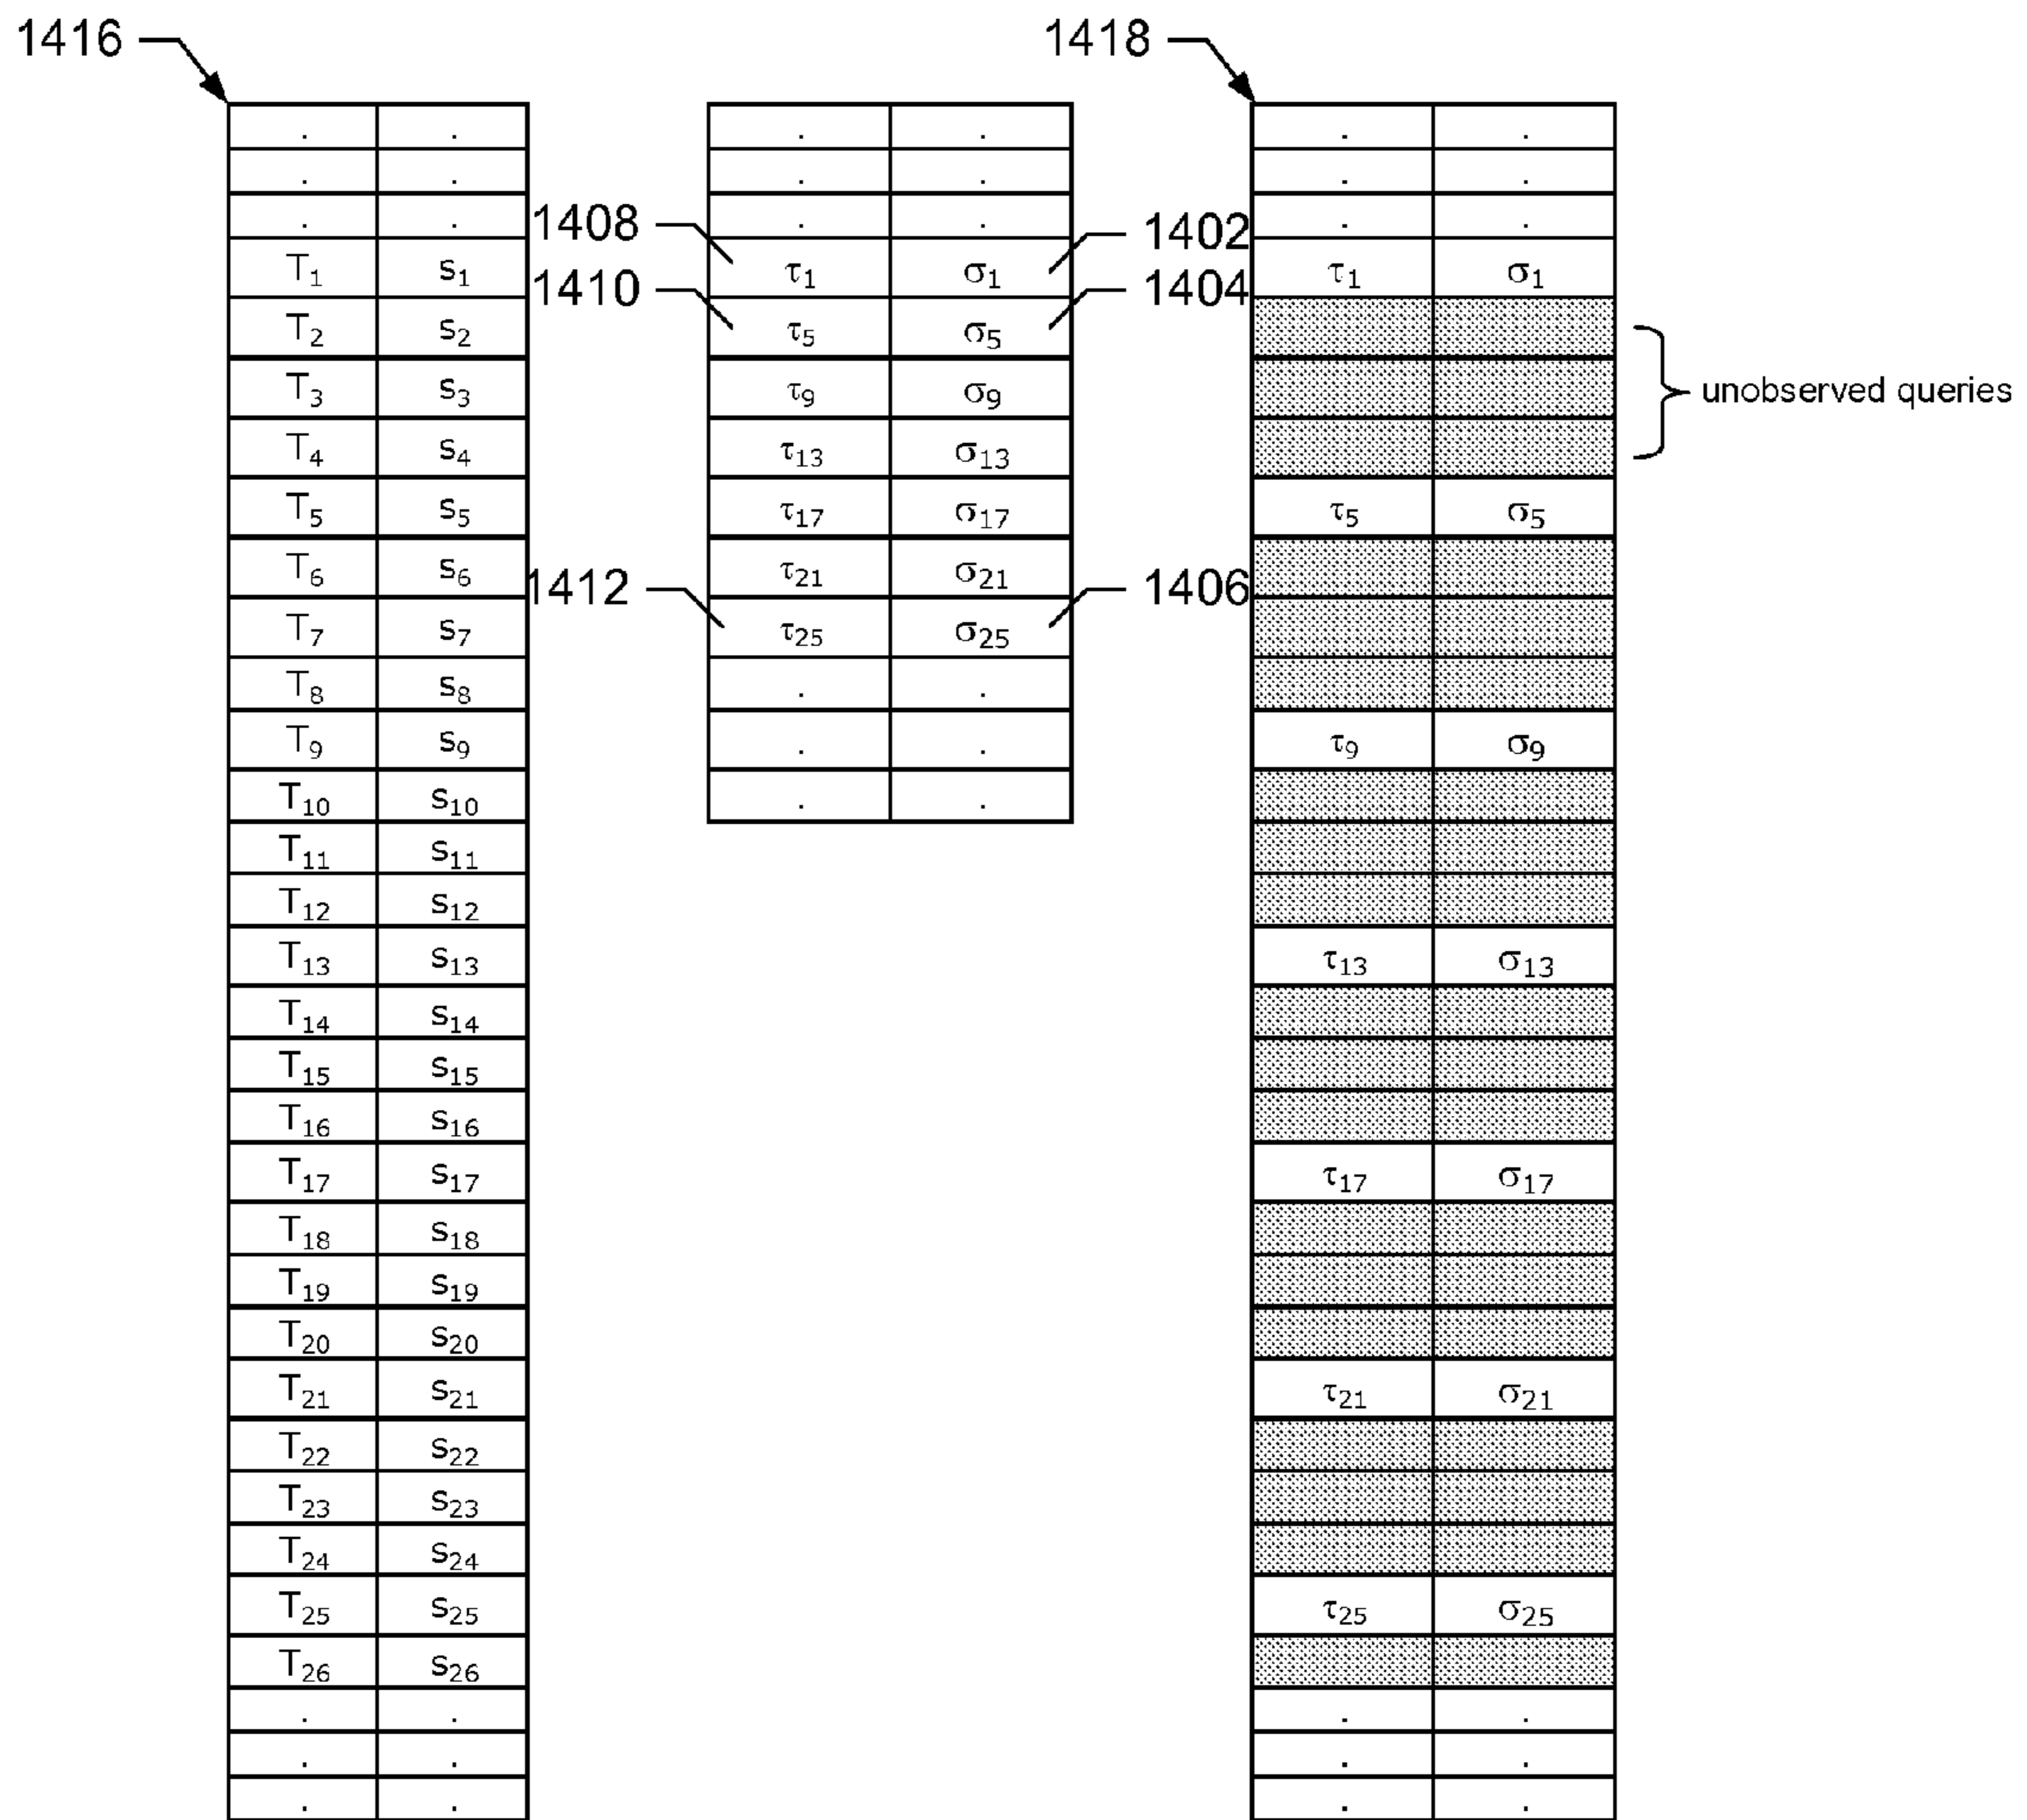 1416
1418
. . . . . .
. . . . . .
. . . . . .
1408 1402
T1 s1 τ1 σ1 τ1 σ1
1410 1404
T2 s2 τ5 σ5
T3 s3 τ9 σ9 unobserved queries
T4 s4 τ13 σ13
T5 s5 τ17 σ17 τ5 σ5
T6 s6 τ21 σ21
1412 1406
T7 s7 τ25 σ25
T8 s8 . .
T9 s9 . . τ9 σ9
T10 s10 . .
T11 s11
T12 s12
T13 s13 τ13 σ13
T14 s14
T15 s15
T16 s16
T17 s17 τ17 σ17
T18 s18
T19 s19
T20 s20
T21 s21 τ21 σ21
T22 s22
T23 s23
T24 s24
T25 s25 τ25 σ25
T26 s26
. . . .
. . . .
. . . .